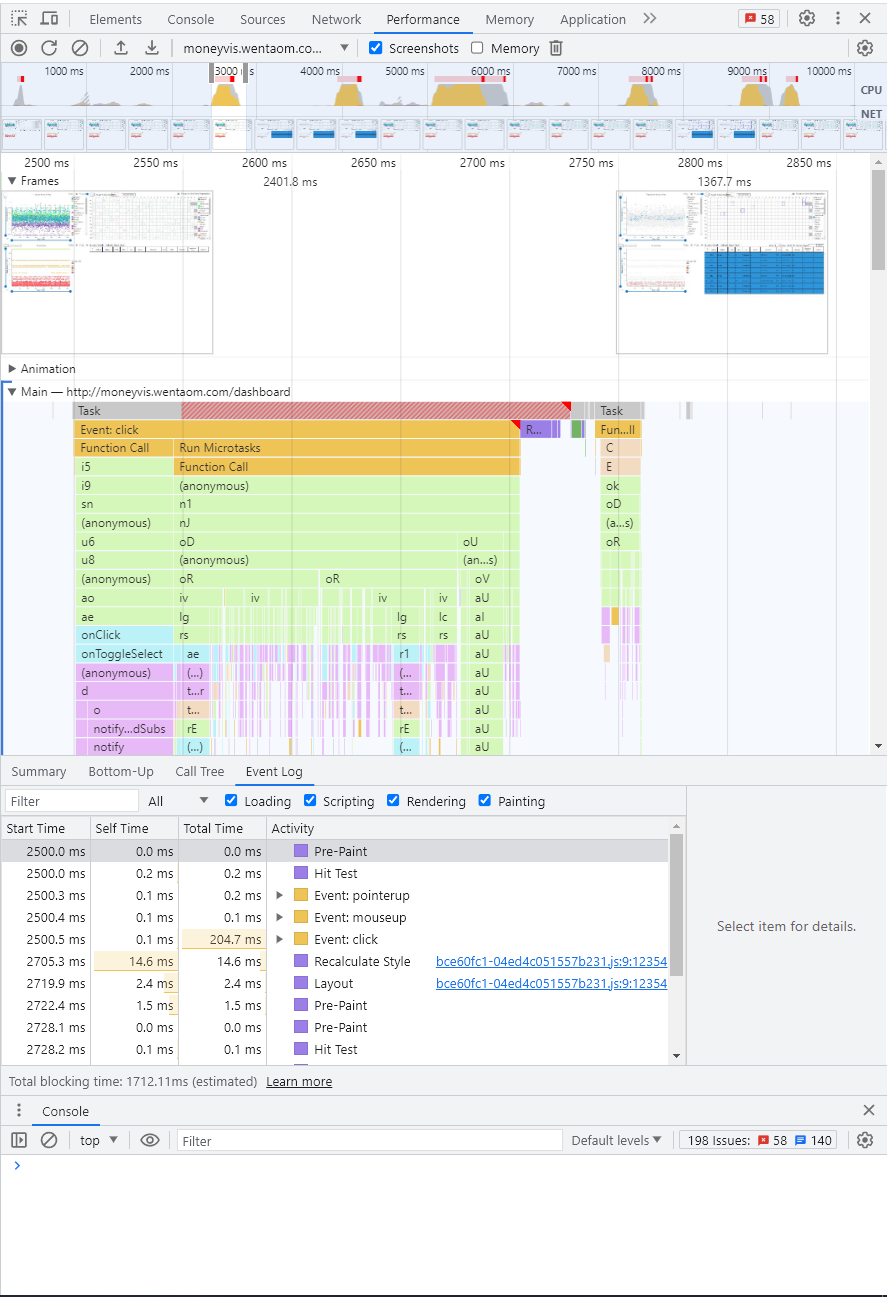 Elements Console Sources Network Performance Memory Application 58
moneyvis.wentaom.co... Screenshots Memory
1000 ms 2000 ms 3000 ms 4000 ms 5000 ms 6000 ms 7000 ms 8000 ms 9000 ms 10000 ms
CPU
NET
2500 ms 2550 ms 2600 ms 2650 ms 2700 ms 2750 ms 2800 ms 2850 ms
Frames 2401.8 ms 1367.7 ms
Animation
Main — http://moneyvis.wentaom.com/dashboard
Task Task
Event: click R... Fun...ll
Function Call Run Microtasks C
i5 Function Call E
i9 (anonymous) ok
sn n1 oD
(anonymous) nJ (a...s)
u6 oD oU oR
u8 (anonymous) (an...s)
(anonymous) oR oR oV
ao iv iv iv iv aU
ae lg lg lc al
onClick rs rs rs aU
onToggleSelect ae r1 aU
(anonymous) (...) (... aU
d t...r t... aU
o t... t... aU
notify...dSubs rE rE aU
notify (...) (... aU
Summary Bottom-Up Call Tree Event Log
Filter All Loading Scripting Rendering Painting
Start Time Self Time Total Time Activity
2500.0 ms 0.0 ms 0.0 ms Pre-Paint
2500.0 ms 0.2 ms 0.2 ms Hit Test
2500.3 ms 0.1 ms 0.2 ms Event: pointerup
2500.4 ms 0.1 ms 0.1 ms Event: mouseup
2500.5 ms 0.1 ms 204.7 ms Event: click
2705.3 ms 14.6 ms 14.6 ms Recalculate Style bce60fc1-04ed4c051557b231.js:9:12354
2719.9 ms 2.4 ms 2.4 ms Layout bce60fc1-04ed4c051557b231.js:9:12354
2722.4 ms 1.5 ms 1.5 ms Pre-Paint
2728.1 ms 0.0 ms 0.0 ms Pre-Paint
2728.2 ms 0.1 ms 0.1 ms Hit Test
Select item for details.
Total blocking time: 1712.11ms (estimated) Learn more
Console
top Filter Default levels 198 Issues: 58 140